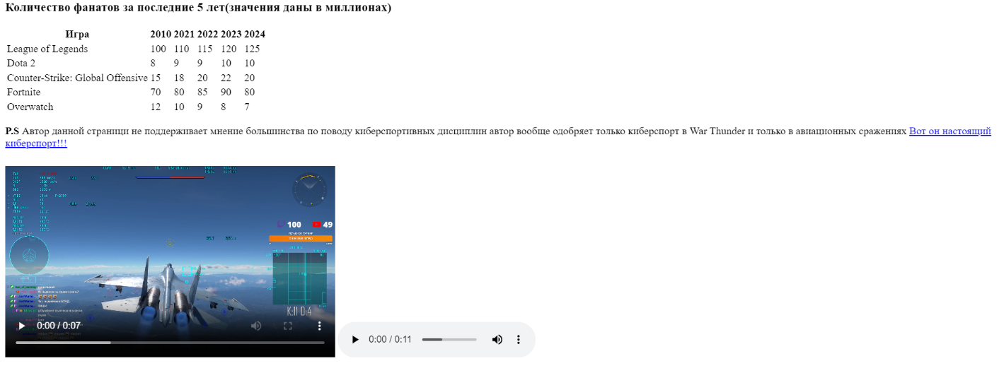 Количество фанатов за последние 5 лет(значения даны в миллионах)
Игра 2010 2021 2022 2023 2024
League of Legends 100 110 115 120 125
Dota 2 8 9 9 10 10
Counter-Strike: Global Offensive 15 18 20 22 20
Fortnite 70 80 85 90 80
Overwatch 12 10 9 8 7
P.S Автор данной страници не поддерживает мнение большинства по поводу киберспортивных дисциплин автор вообще одобряет только киберспорт в War Thunder и только в авиационных сражениях Вот он настоящий
киберспорт!!!
100 49
K:11 D:4
0:00 / 0:07
0:00 / 0:11